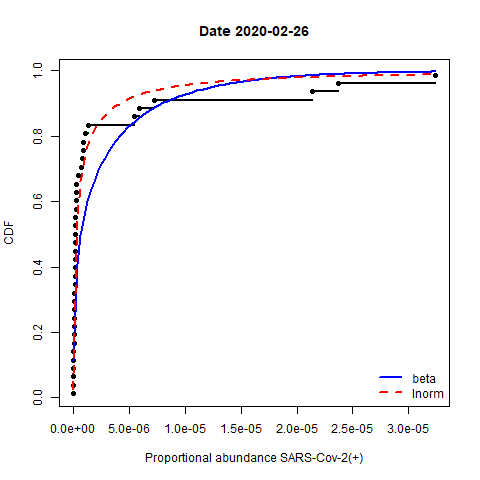 Date 2020-02-26
CDF
1.0
0.8
0.6
0.4
0.2
0.0
beta
lnorm
0.0e+00 5.0e-06 1.0e-05 1.5e-05 2.0e-05 2.5e-05 3.0e-05
Proportional abundance SARS-Cov-2(+)